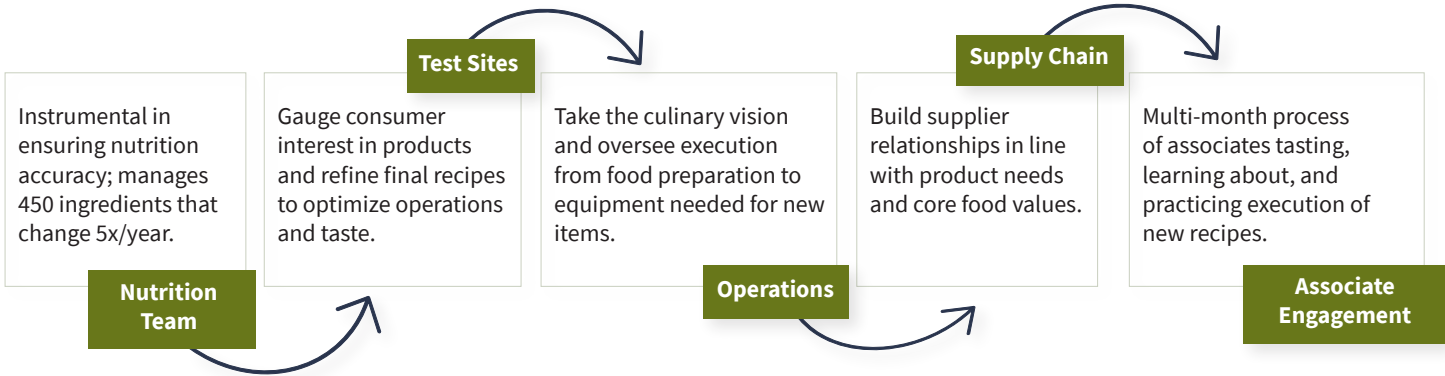 Instrumental in
ensuring nutrition
accuracy; manages
450 ingredients that
change 5x/year.
Nutrition
Team
Test Sites
Gauge consumer
interest in products
and refine final recipes
to optimize operations
and taste.
Take the culinary vision
and oversee execution
from food preparation to
equipment needed for new
items.
Operations
Supply Chain
Build supplier
relationships in line
with product needs
and core food values.
Multi-month process
of associates tasting,
learning about, and
practicing execution of
new recipes.
Associate
Engagement